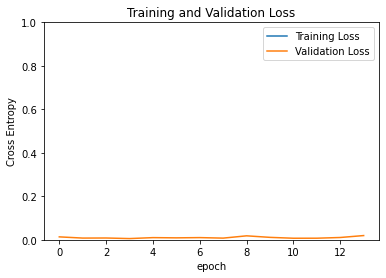 Training and Validation Loss
Training Loss
Validation Loss
Cross Entropy
1.0
0.8
0.6
0.4
0.2
0.0
0 2 4 6 8 10 12
epoch